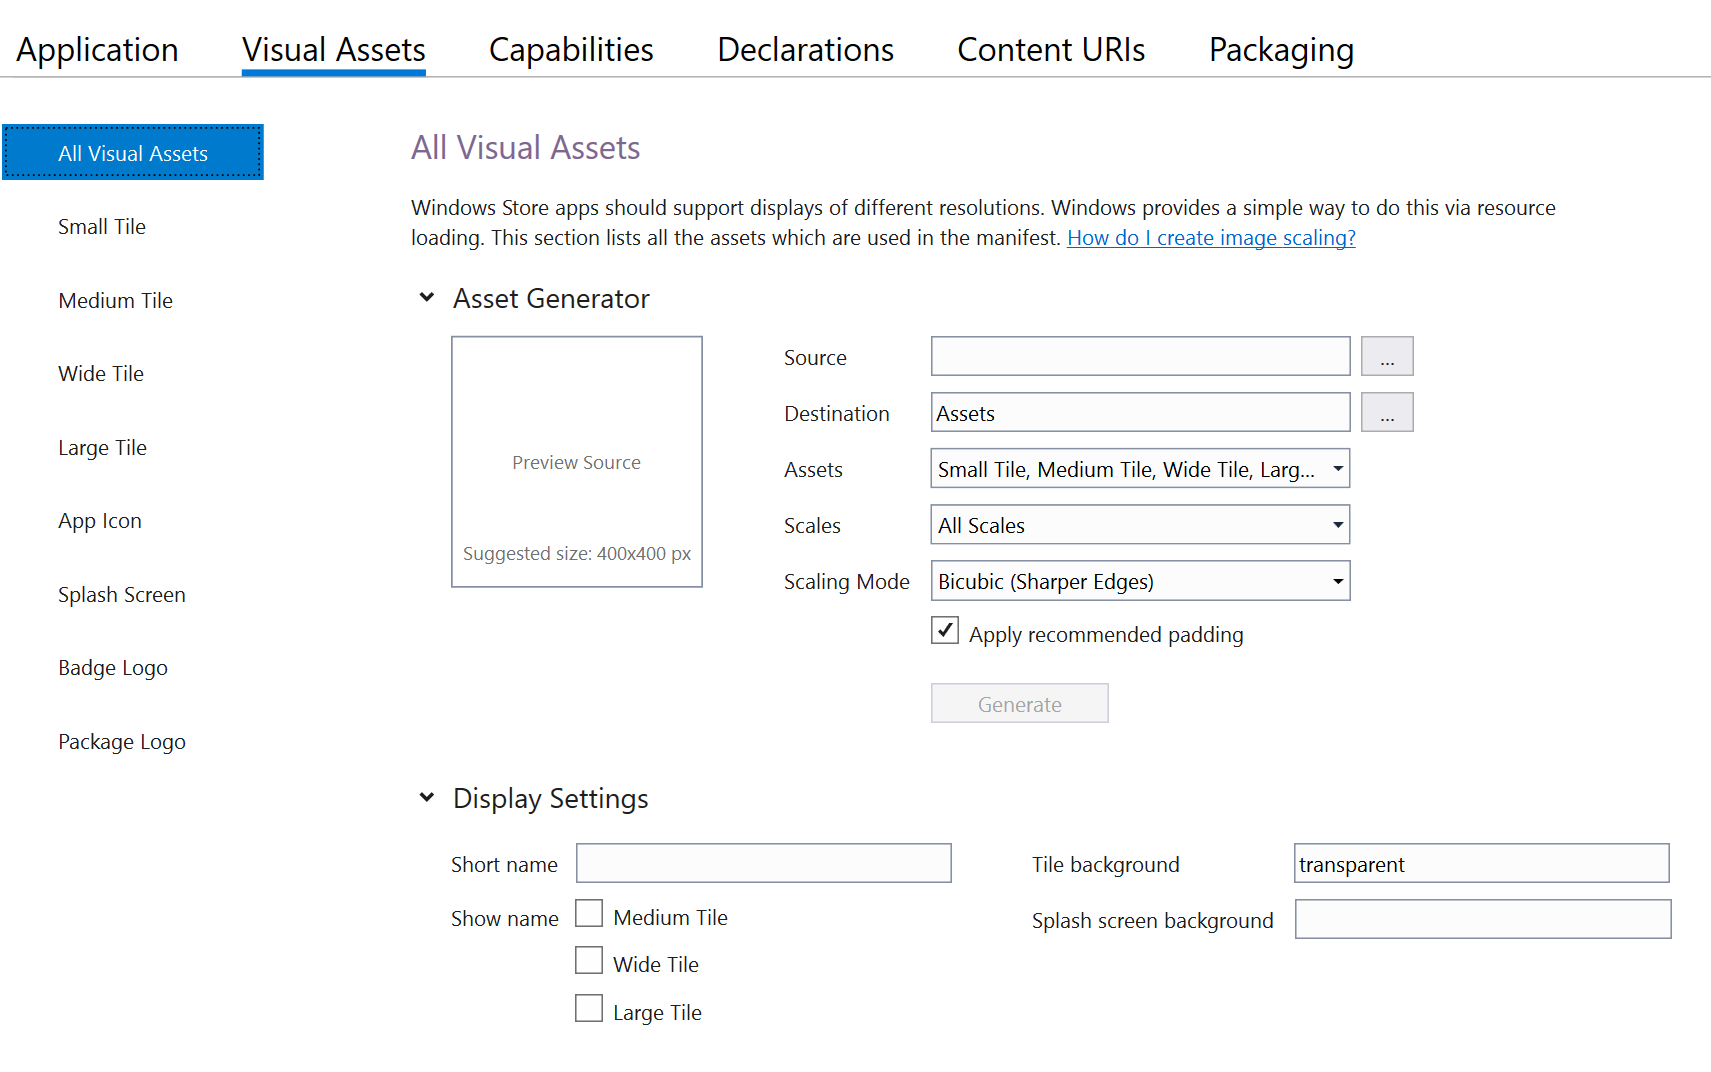 Application Visual Assets Capabilities Declarations Content URIs Packaging
All Visual Assets
Small Tile
Medium Tile
Wide Tile
Large Tile
App Icon
Splash Screen
Badge Logo
Package Logo
All Visual Assets
Windows Store apps should support displays of different resolutions. Windows provides a simple way to do this via resource
loading. This section lists all the assets which are used in the manifest. How do I create image scaling?
Asset Generator
Preview Source
Suggested size: 400x400 px
Source ...
Destination Assets ...
Assets Small Tile, Medium Tile, Wide Tile, Larg...
Scales All Scales
Scaling Mode Bicubic (Sharper Edges)
Apply recommended padding
Generate
Display Settings
Short name
Show name Medium Tile
Wide Tile
Large Tile
Tile background transparent
Splash screen background